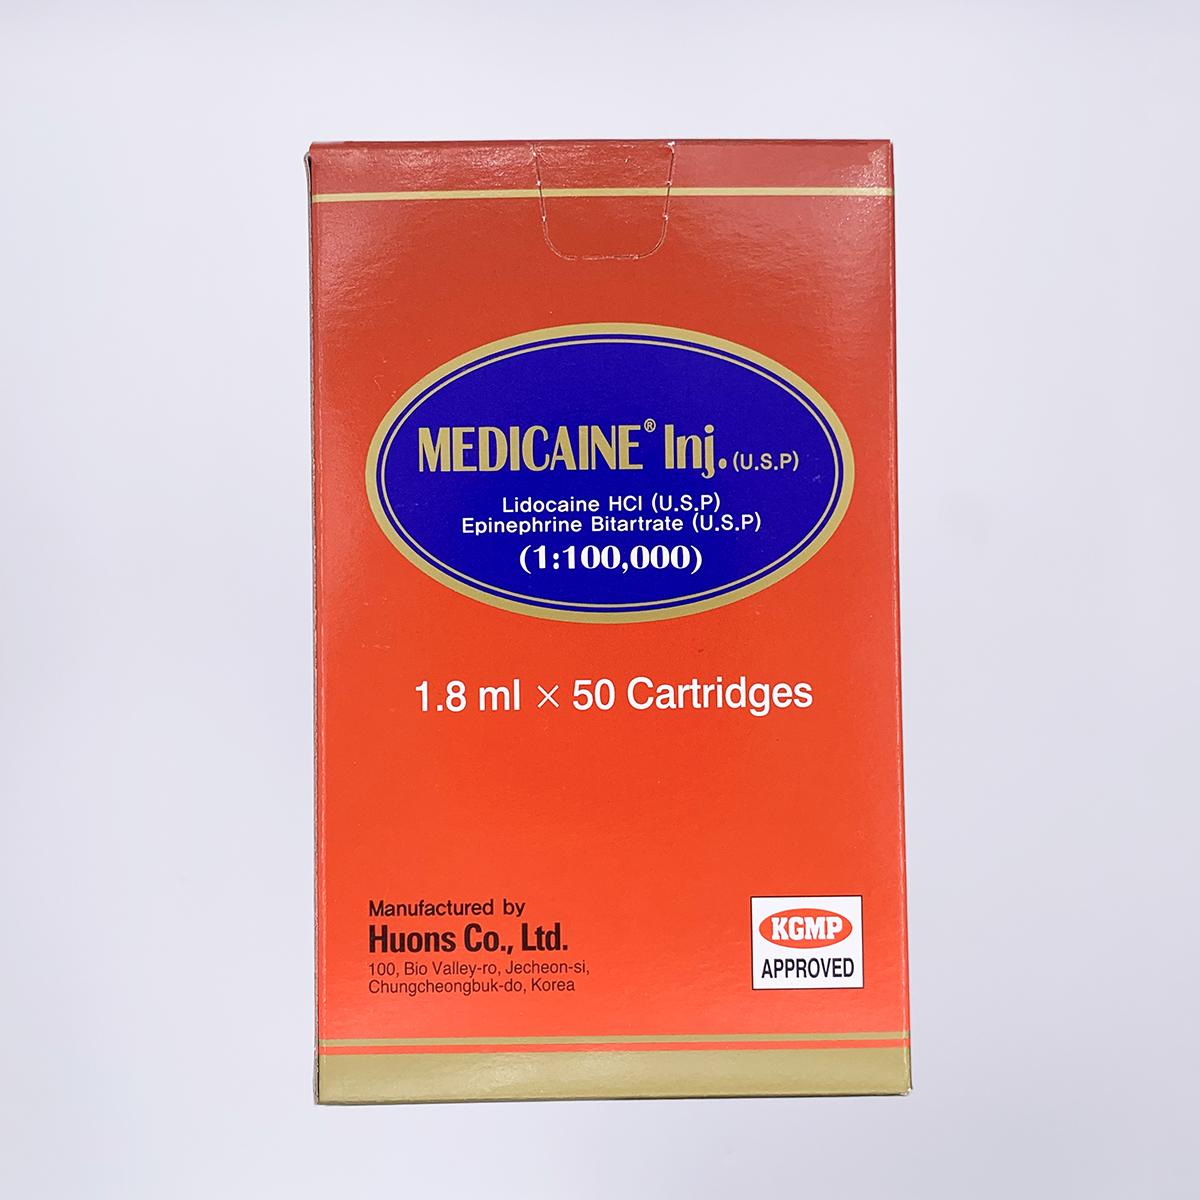 MEDICAINE® Inj. (U.S.P)
Lidocaine HCl (U.S.P)
Epinephrine Bitartrate (U.S.P)
(1:100,000)
1.8 ml × 50 Cartridges
Manufactured by
Huons Co., Ltd.
100, Bio Valley-ro, Jecheon-si,
Chungcheongbuk-do, Korea
KGMP
APPROVED